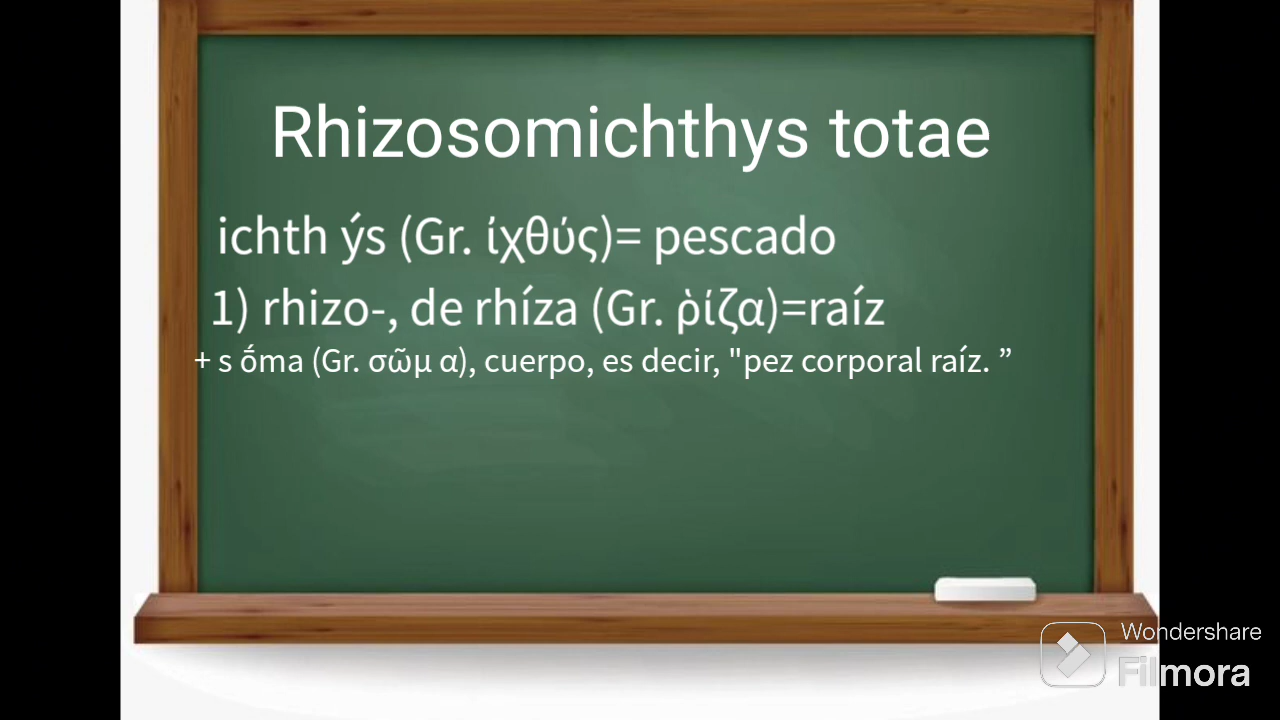 Rhizosomichthys totae
ichth ýs (Gr. ἰχθύς)= pescado
1) rhizo-, de rhíza (Gr. ῥίζα)=raíz
+ s ṓma (Gr. σῶμ α), cuerpo, es decir, "pez corporal raíz. ”
Wondershare
Filmora